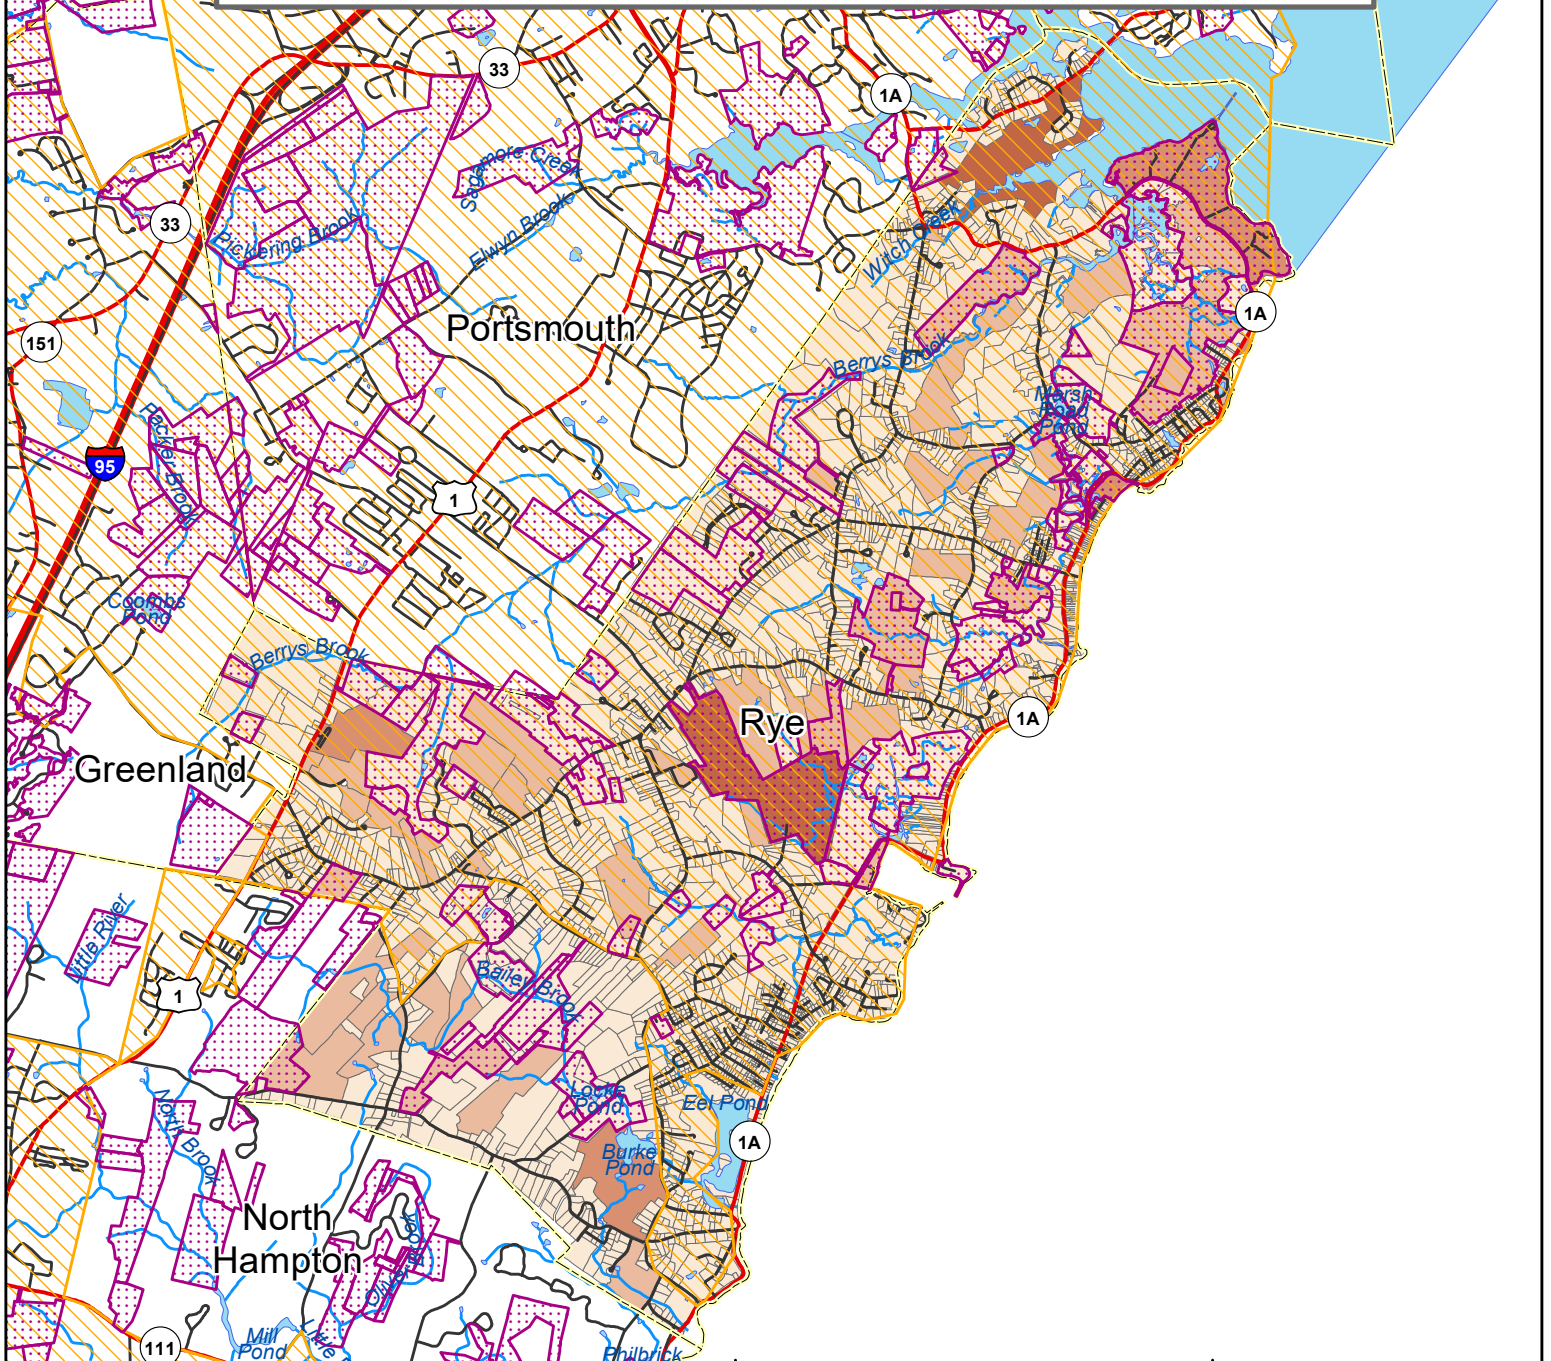 33
1A
Sagamore Creek
33
Pickering Brook
Elwyn Brook
Witch Creek
1A
Portsmouth
151
Berrys Brook
Marsh
Pond
Pond
Packer Brook
95
1
Coombs
Pond
Berrys Brook
Rye
1A
Greenland
Little River
Bailey Brook
1
Locke
Pond
Eel Pond
North Brook
1A
Burke
Pond
North
Hampton
111
Mill
Pond
Little
Philbrick